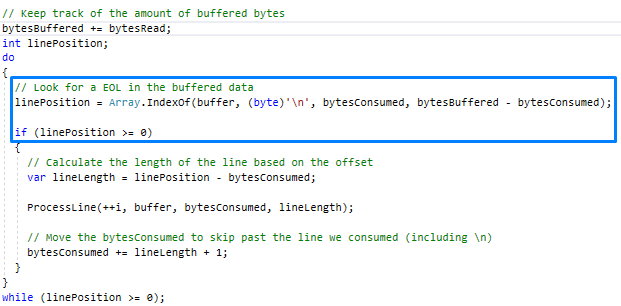 // Keep track of the amount of buffered bytes
bytesBuffered += bytesRead;
int linePosition;
do
{
// Look for a EOL in the buffered data
linePosition = Array.IndexOf(buffer, (byte)'\n', bytesConsumed, bytesBuffered - bytesConsumed);
if (linePosition >= 0)
{
// Calculate the length of the line based on the offset
var lineLength = linePosition - bytesConsumed;
ProcessLine(++i, buffer, bytesConsumed, lineLength);
// Move the bytesConsumed to skip past the line we consumed (including \n)
bytesConsumed += lineLength + 1;
}
}
while (linePosition >= 0);